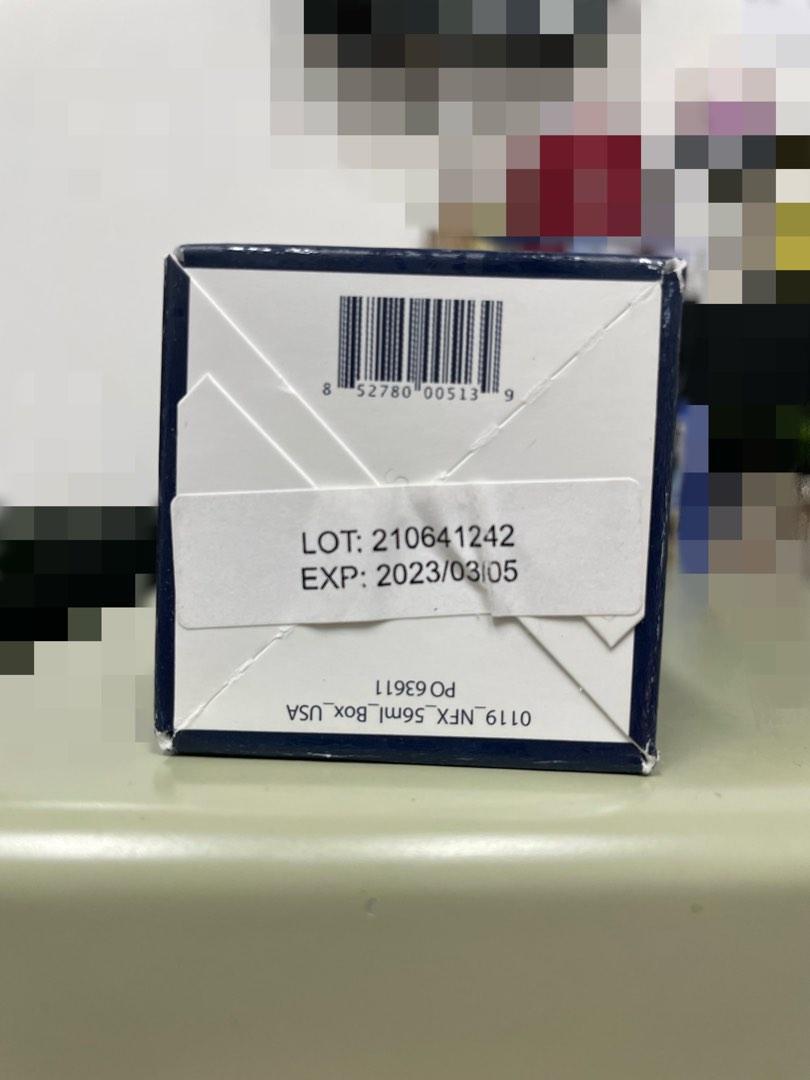 8 52780 00513 9
LOT: 210641242
EXP: 2023/03/05
0119_NFX_56ml_Box_USA
PO 63611